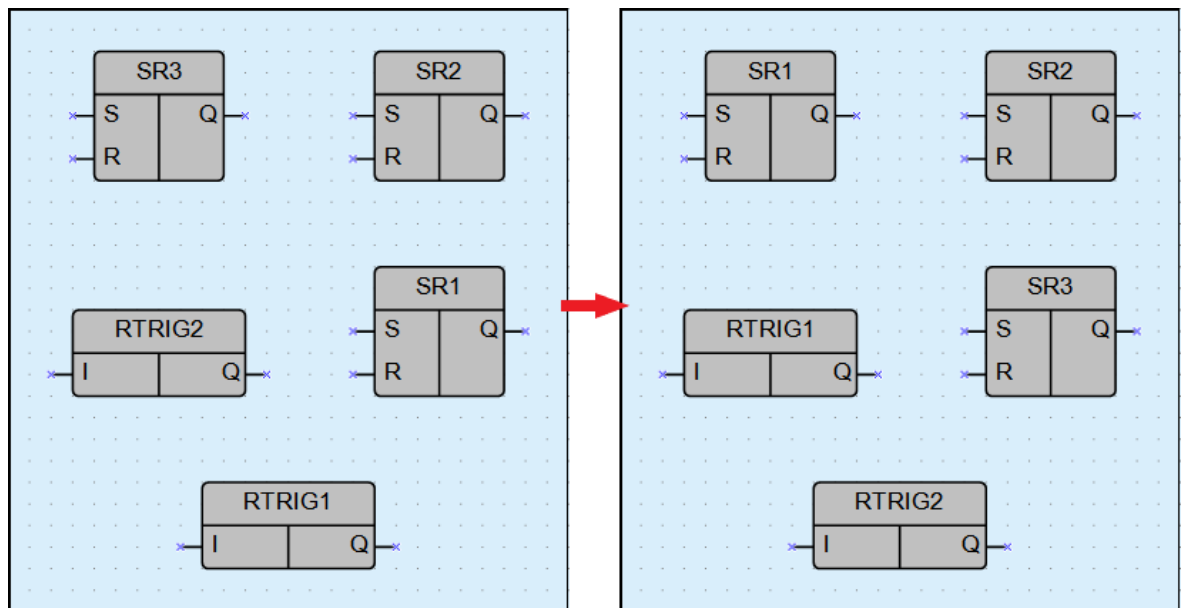 SR3
S Q
R
SR2
S Q
R
RTRIG2
I Q
SR1
S Q
R
RTRIG1
I Q
SR1
S Q
R
SR2
S Q
R
RTRIG1
I Q
SR3
S Q
R
RTRIG2
I Q